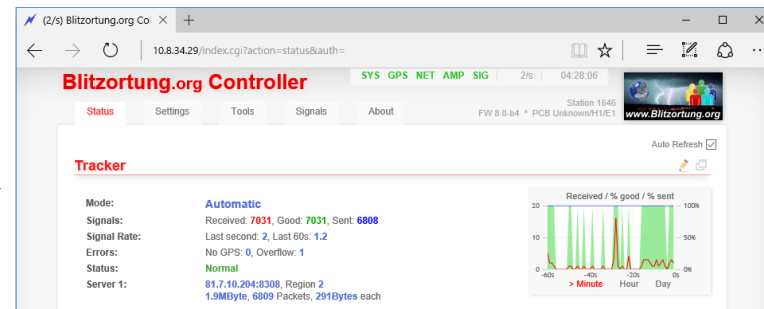 (2/s) Blitzortung.org Co
10.8.34.29/index.cgi?action=status&auth=
Blitzortung.org Controller
SYS GPS NET AMP SIG 2/s 04:28:06
Status Settings Tools Signals About
Station 1646
FW 8.0-b4 * PCB Unknown/H1/E1
www.Blitzortung.org
Auto Refresh
Tracker
Mode: Automatic
Signals: Received: 7031, Good: 7031, Sent: 6808
Signal Rate: Last second: 2, Last 60s: 1.2
Errors: No GPS: 0, Overflow: 1
Status: Normal
Server 1: 81.7.10.204:8308, Region 2
1.9MByte, 6809 Packets, 291Bytes each
Received / % good / % sent
20 100%
10 50%
0 0%
-60s -40s -20s 0s
> Minute Hour Day